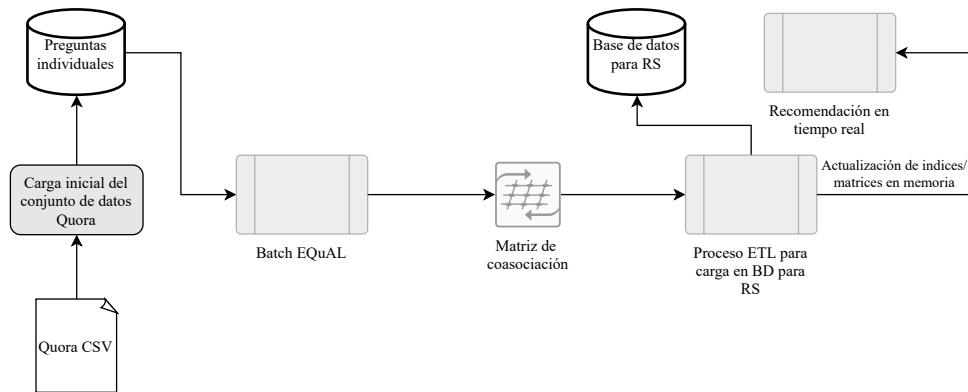 Preguntas
individuales
Base de datos
para RS
Recomendación en
tiempo real
Carga inicial del
conjunto de datos
Quora
Actualización de indices/
matrices en memoria
Batch EQuAL
Matriz de
coasociación
Proceso ETL para
carga en BD para
RS
Quora CSV